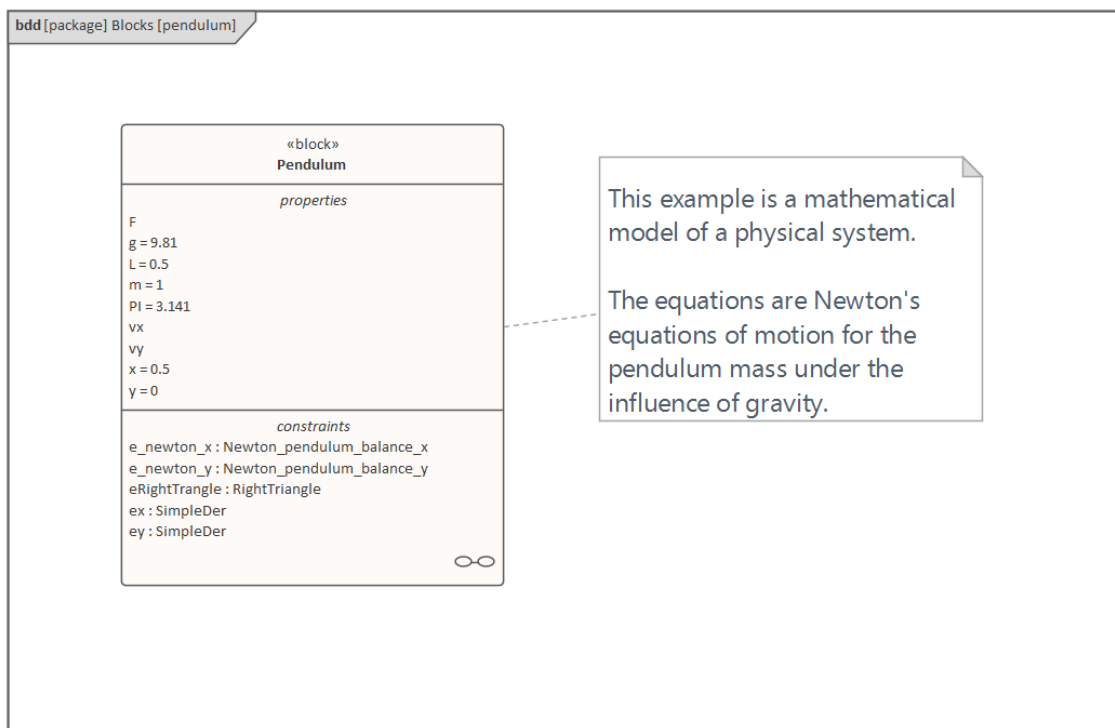 bdd [package] Blocks [pendulum]
«block»
Pendulum
properties
F
g = 9.81
L = 0.5
m = 1
PI = 3.141
vx
vy
x = 0.5
y = 0
constraints
e_newton_x : Newton_pendulum_balance_x
e_newton_y : Newton_pendulum_balance_y
eRightTrangle : RightTriangle
ex : SimpleDer
ey : SimpleDer
This example is a mathematical
model of a physical system.
The equations are Newton's
equations of motion for the
pendulum mass under the
influence of gravity.